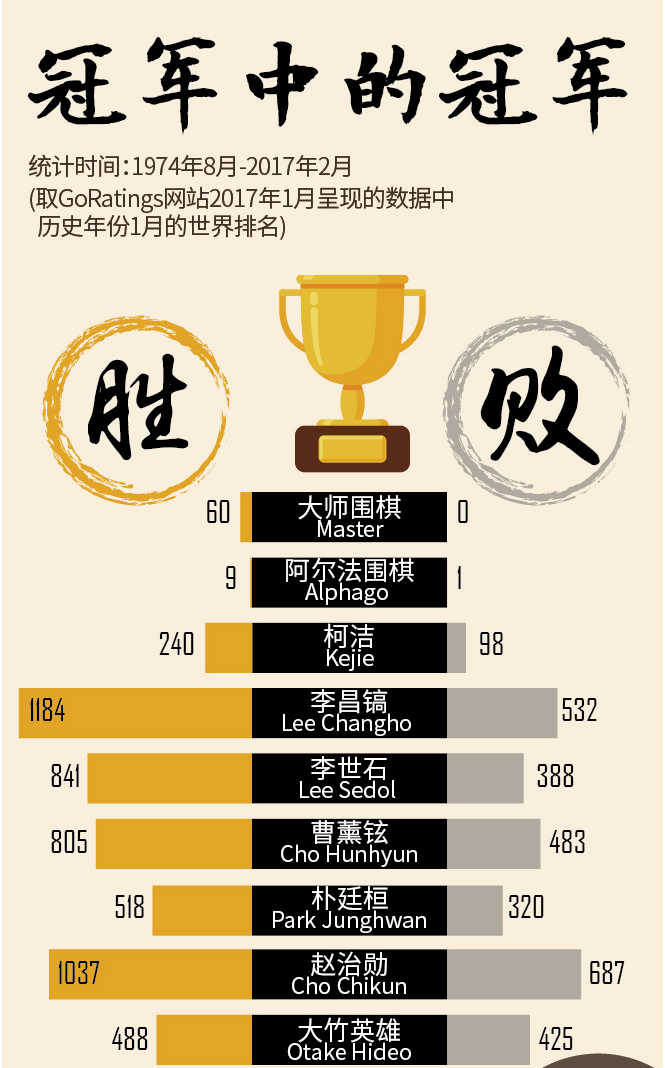 冠军中的冠军
统计时间:1974年8月-2017年2月
(取GoRatings网站2017年1月呈现的数据中
历史年份1月的世界排名)
胜
败
60 大师围棋 0
Master
9 阿尔法围棋 1
Alphago
240 柯洁 98
Kejie
1184 李昌镐 532
Lee Changho
841 李世石 388
Lee Sedol
805 曹薰铉 483
Cho Hunhyun
518 朴廷桓 320
Park Junghwan
1037 赵治勋 687
Cho Chikun
488 大竹英雄 425
Otake Hideo